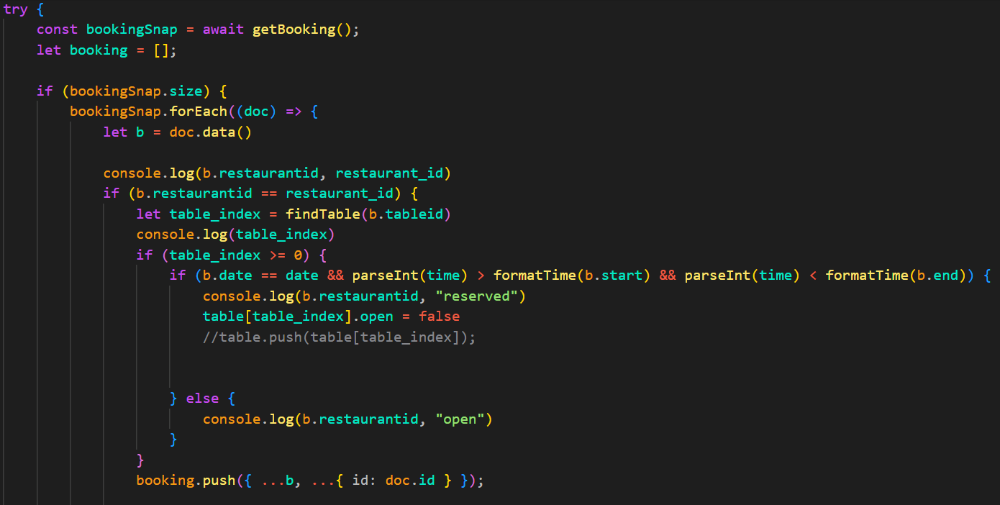 try {
    const bookingSnap = await getBooking();
    let booking = [];
    if (bookingSnap.size) {
        bookingSnap.forEach((doc) => {
            let b = doc.data()
            console.log(b.restaurantid, restaurant_id)
            if (b.restaurantid == restaurant_id) {
                let table_index = findTable(b.tableid)
                console.log(table_index)
                if (table_index >= 0) {
                    if (b.date == date && parseInt(time) > formatTime(b.start) && parseInt(time) < formatTime(b.end)) {
                        console.log(b.restaurantid, "reserved")
                        table[table_index].open = false
                        //table.push(table[table_index]);
                    } else {
                        console.log(b.restaurantid, "open")
                    }
                }
                booking.push({ ...b, ...{ id: doc.id } });